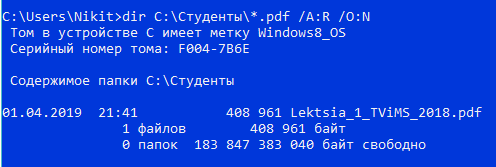 C:\Users\Nikit>dir C:\Студенты\*.pdf /A:R /O:N
Том в устройстве C имеет метку Windows8_OS
Серийный номер тома: F004-7B6E
Содержимое папки C:\Студенты
01.04.2019  21:41           408 961 Lektsia_1_TViMS_2018.pdf
1 файлов        408 961 байт
0 папок  183 847 383 040 байт свободно